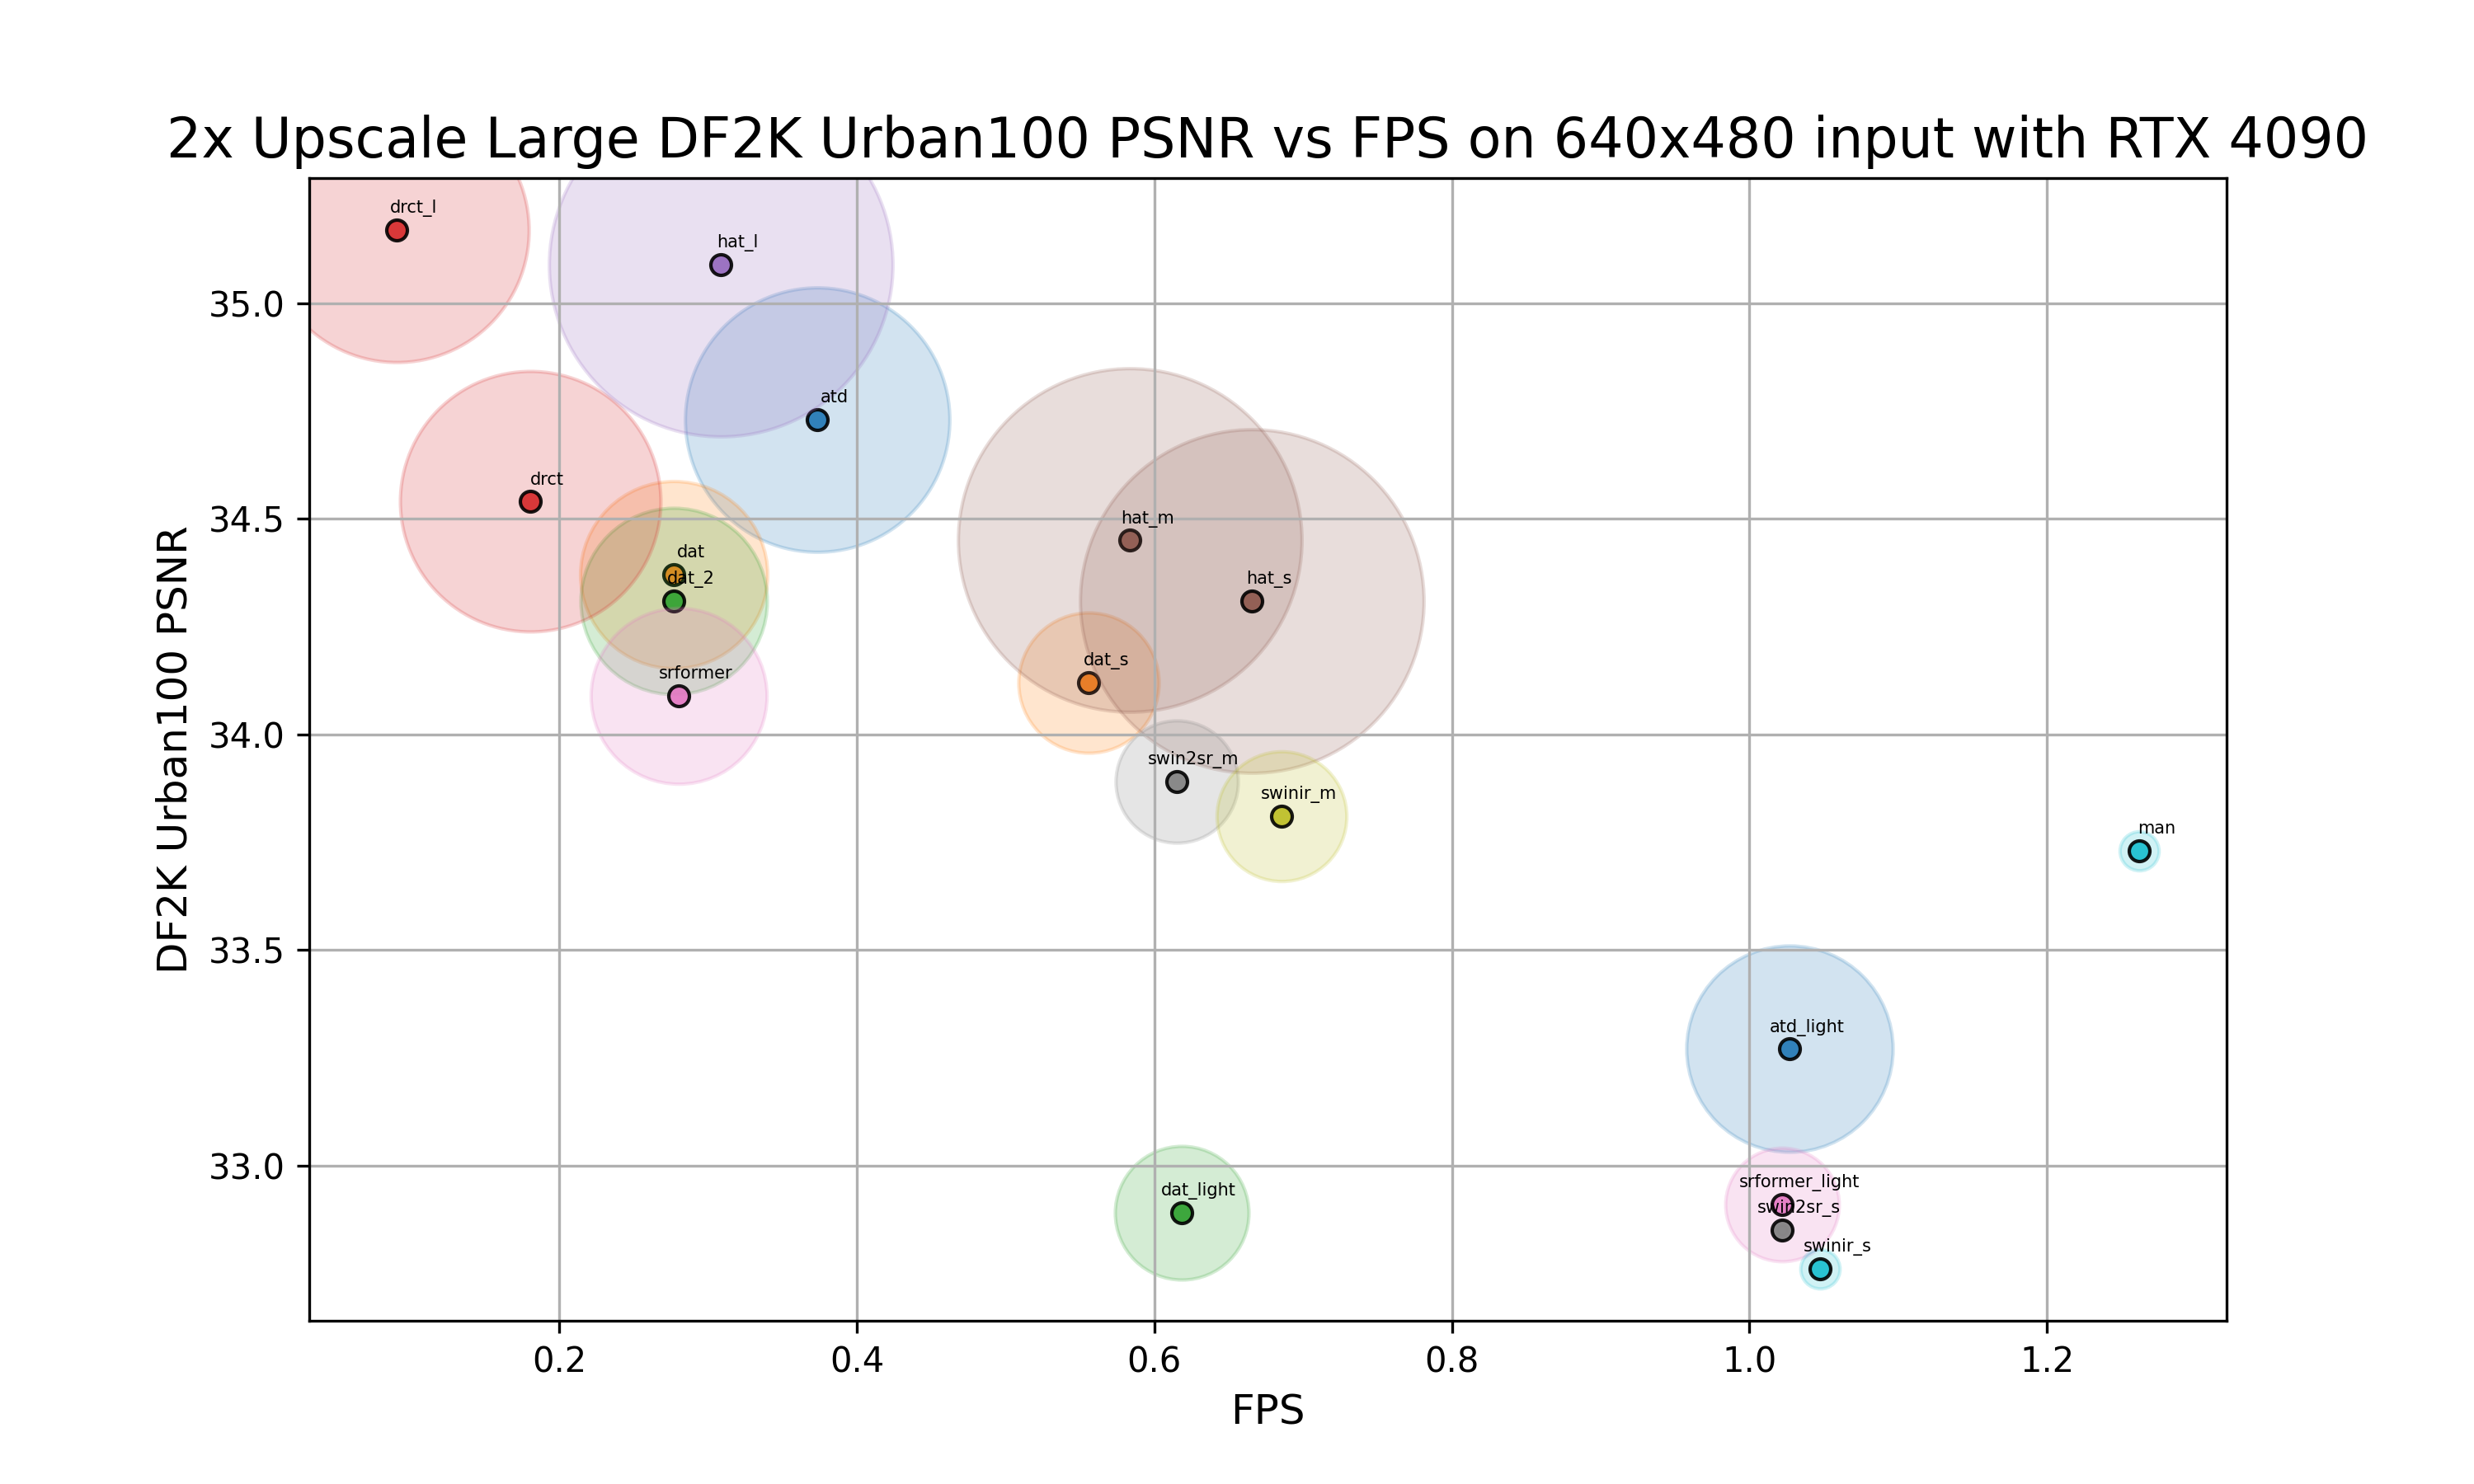 2x Upscale Large DF2K Urban100 PSNR vs FPS on 640x480 input with RTX 4090
drct_l
hat_l
35.0
atd
drct
34.5
hat_m
dat
dat_2
hat_s
dat_s
srformer
34.0
swin2sr_m
swinir_m
man
33.5
atd_light
33.0
srformer_light
dat_light
swin2sr_s
swinir_s
DF2K Urban100 PSNR
0.2 0.4 0.6 0.8 1.0 1.2
FPS